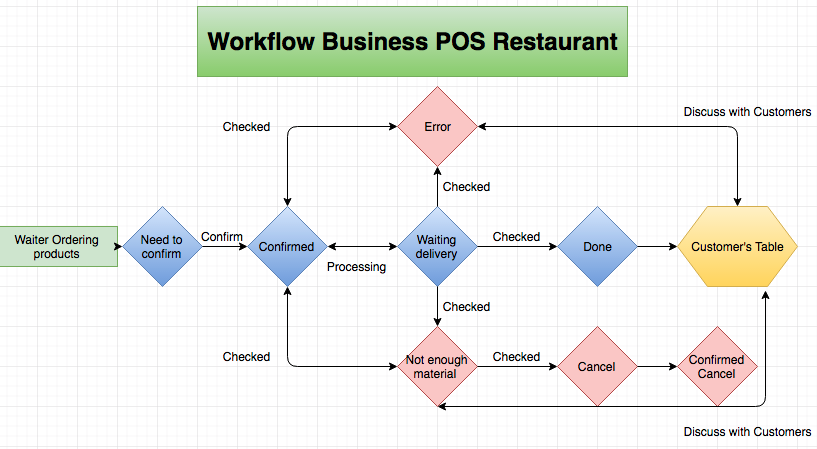 Workflow Business POS Restaurant
Discuss with Customers
Checked
Error
Checked
Waiter Ordering
products
Need to
confirm
Confirm
Confirmed
Processing
Waiting
delivery
Checked
Done
Customer's Table
Checked
Checked
Not enough
material
Checked
Cancel
Confirmed
Cancel
Discuss with Customers